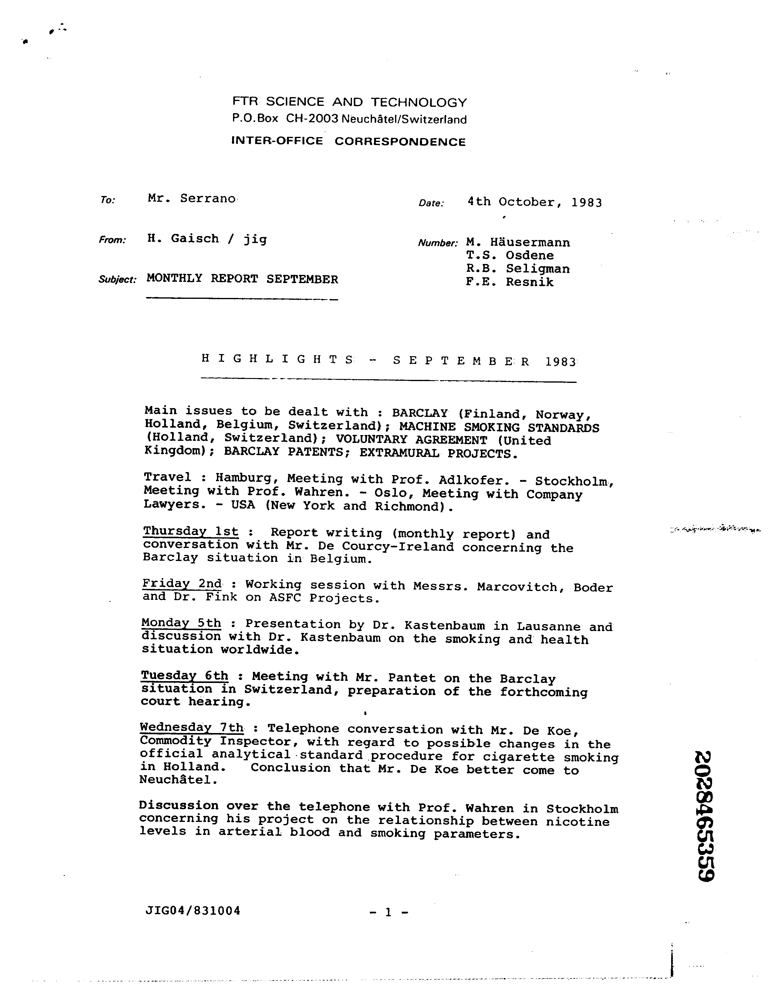 FTR SCIENCE AND TECHNOLOGY
P.O.Box CH-2003 Neuchâtel/Switzerland
INTER-OFFICE CORRESPONDENCE
To: Mr. Serrano
Date: 4th October, 1983
From: H. Gaisch / jig
Number: M. Häusermann
T.S. Osdene
R.B. Seligman
F.E. Resnik
Subject: MONTHLY REPORT SEPTEMBER
HIGHLIGHTS - SEPTEMBER 1983
Main issues to be dealt with : BARCLAY (Finland, Norway,
Holland, Belgium, Switzerland); MACHINE SMOKING STANDARDS
(Holland, Switzerland); VOLUNTARY AGREEMENT (United
Kingdom); BARCLAY PATENTS; EXTRAMURAL PROJECTS.
Travel : Hamburg, Meeting with Prof. Adlkofer. - Stockholm,
Meeting with Prof. Wahren. - Oslo, Meeting with Company
Lawyers. - USA (New York and Richmond).
Thursday 1st : Report writing (monthly report) and
conversation with Mr. De Courcy-Ireland concerning the
Barclay situation in Belgium.
Friday 2nd : Working session with Messrs. Marcovitch, Boder
and Dr. Fink on ASFC Projects.
Monday 5th : Presentation by Dr. Kastenbaum in Lausanne and
discussion with Dr. Kastenbaum on the smoking and health
situation worldwide.
Tuesday 6th : Meeting with Mr. Pantet on the Barclay
situation in Switzerland, preparation of the forthcoming
court hearing.
Wednesday 7th : Telephone conversation with Mr. De Koe,
Commodity Inspector, with regard to possible changes in the
official analytical standard procedure for cigarette smoking
in Holland. Conclusion that Mr. De Koe better come to
Neuchâtel.
Discussion over the telephone with Prof. Wahren in Stockholm
concerning his project on the relationship between nicotine
levels in arterial blood and smoking parameters.
2028465359
JIG04/831004
- 1 -